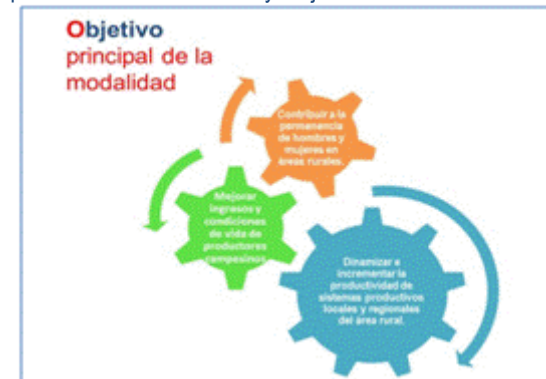 Objetivo
principal de la
modalidad
Contribuir a la
permanencia
de hombres y
mujeres en
áreas rurales.
Mejorar
ingresos y
condiciones
de vida de
productores
campesinos
Dinamizar e
incrementar la
productividad de
sistemas productivos
locales y regionales
del área rural.